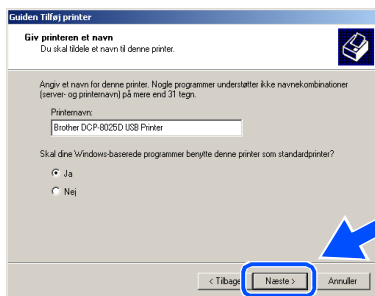 Guiden Tilføj printer
Giv printeren et navn
Du skal tildele et navn til denne printer.
Angiv et navn for denne printer. Nogle programmer understøtter ikke navnekombinationer
(server- og printernavn) på mere end 31 tegn.
Printernavn:
Brother DCP-8025D USB Printer
Skal dine Windows-baserede programmer benytte denne printer som standardprinter?
Ja
Nej
< Tilbage
Næste >
Annuller